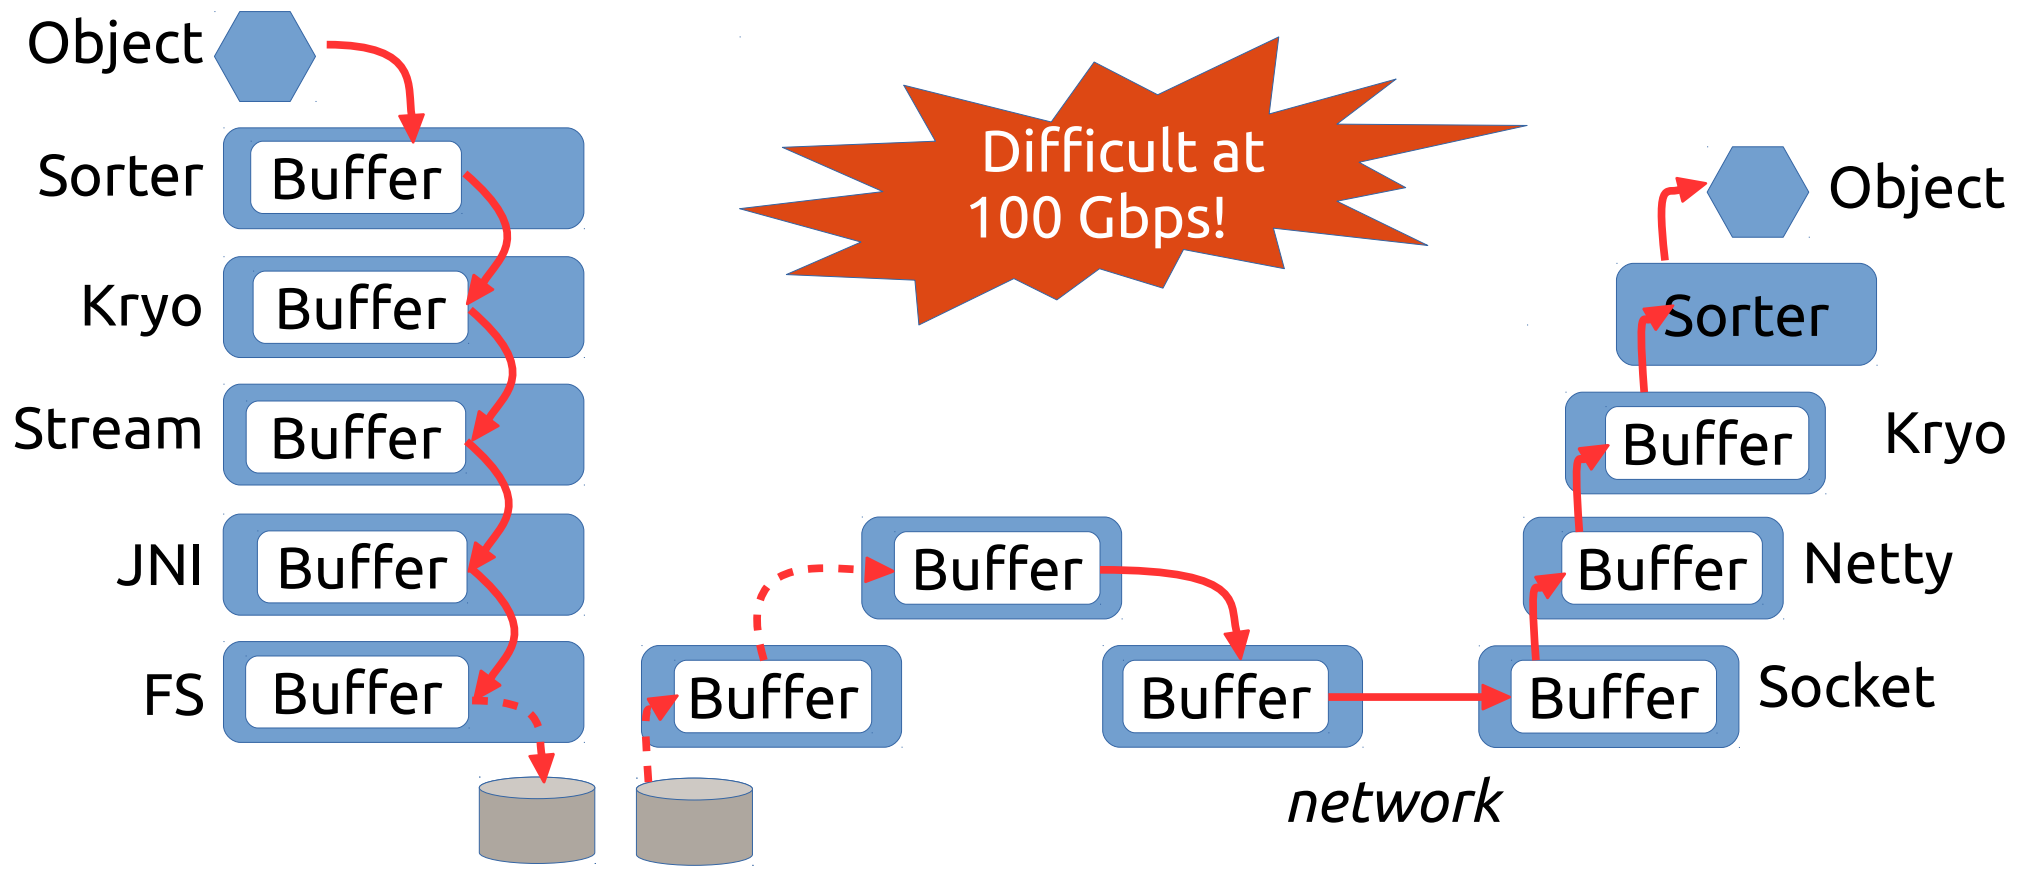 Object
Sorter
Buffer
Kryo
Buffer
Stream
Buffer
JNI
Buffer
FS
Buffer
Difficult at
100 Gbps!
Buffer
Buffer
Buffer
network
Object
Sorter
Buffer
Kryo
Buffer
Netty
Buffer
Socket